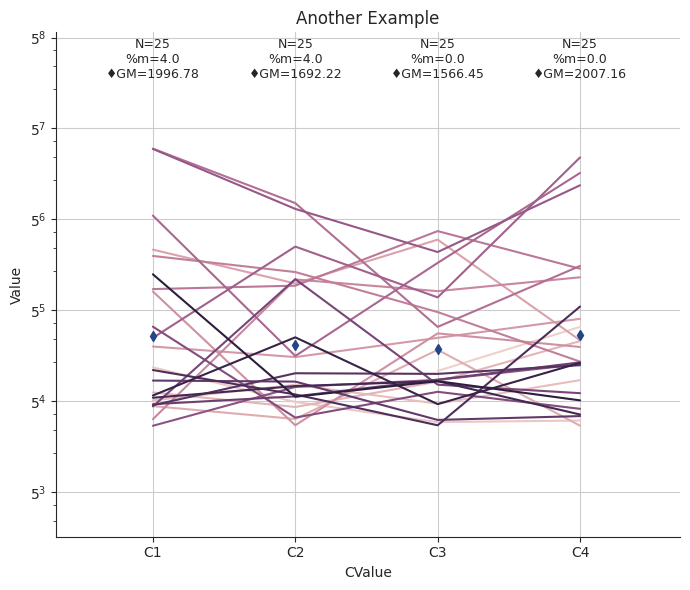 Another Example
N=25 N=25 N=25 N=25
%m=4.0 %m=4.0 %m=0.0 %m=0.0
♦GM=1996.78 ♦GM=1692.22 ♦GM=1566.45 ♦GM=2007.16
5⁸
5⁷
5⁶
5⁵
5⁴
5³
Value
C1 C2 C3 C4
CValue